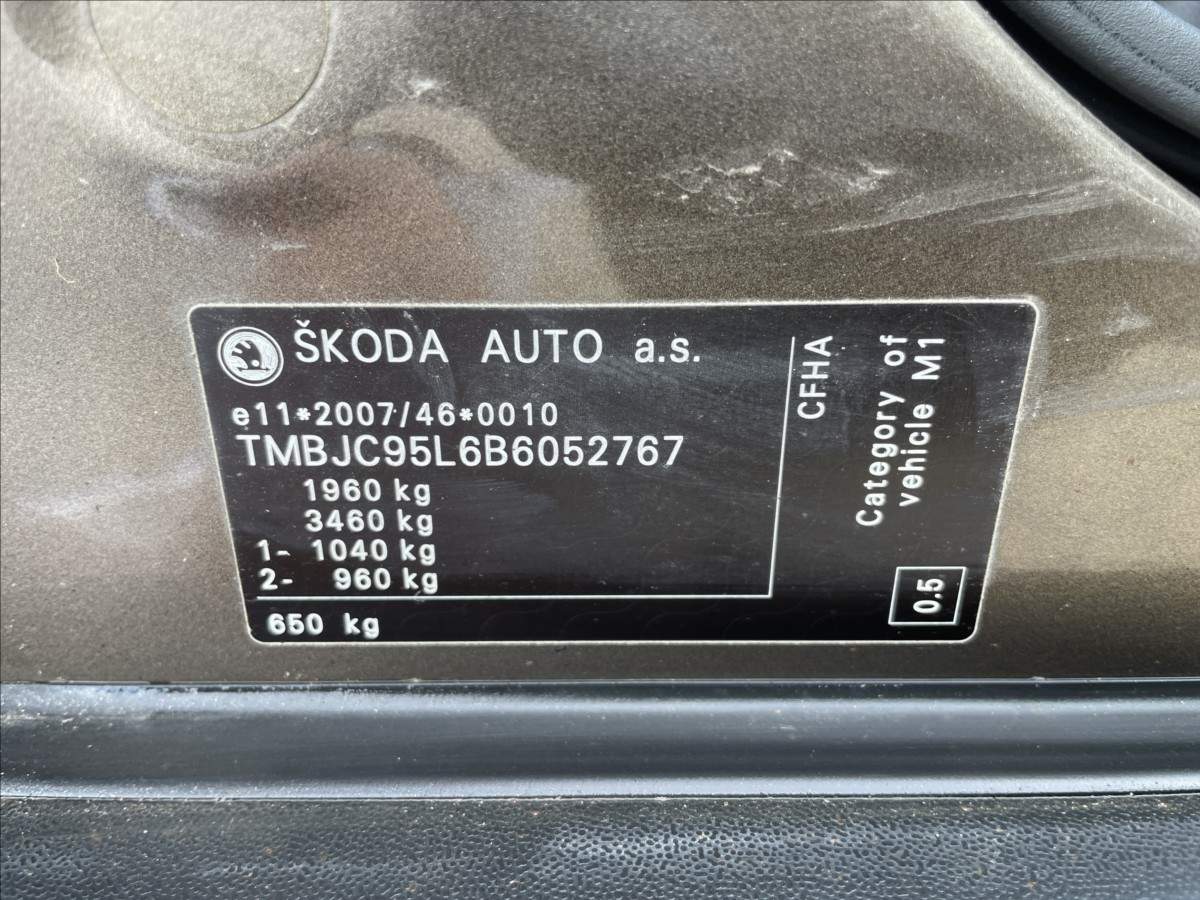 ŠKODA AUTO a.s.
e11*2007/46*0010
TMBJC95L6B6052767
1960 kg
3460 kg
1- 1040 kg
2- 960 kg
650 kg
CFHA
Category of
vehicle M1
0.5